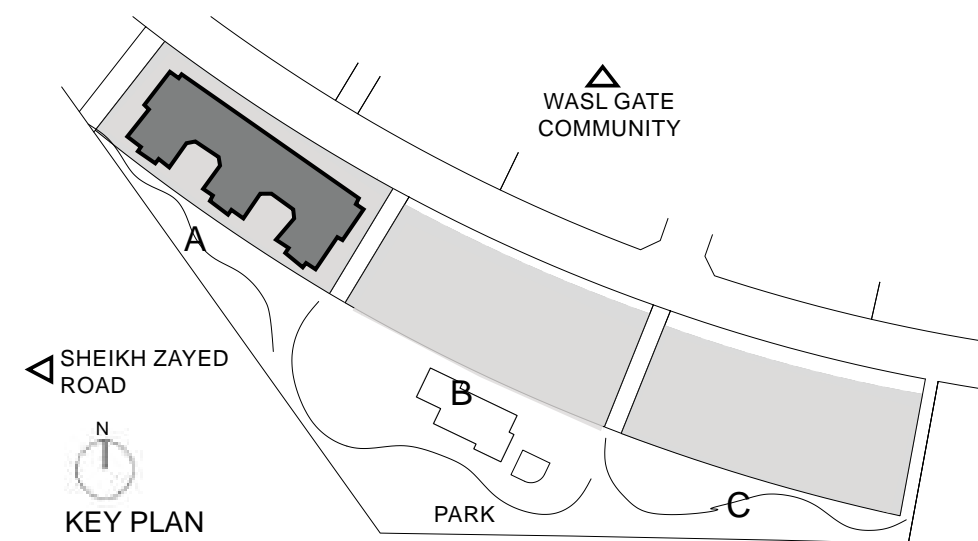 WASL GATE
COMMUNITY
A
SHEIKH ZAYED
ROAD
B
N
KEY PLAN
PARK
C